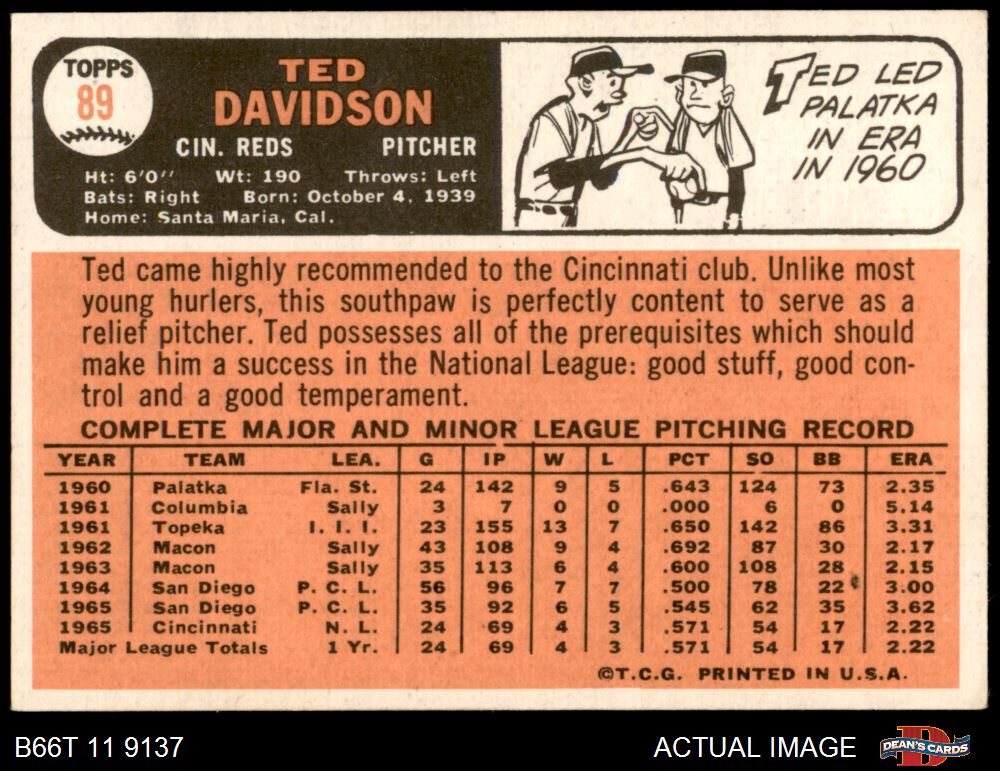 TOPPS
89
TED
DAVIDSON
CIN. REDS PITCHER
Ht: 6'0" Wt: 190 Throws: Left
Bats: Right Born: October 4, 1939
Home: Santa Maria, Cal.
TED LED
PALATKA
IN ERA
IN 1960
Ted came highly recommended to the Cincinnati club. Unlike most
young hurlers, this southpaw is perfectly content to serve as a
relief pitcher. Ted possesses all of the prerequisites which should
make him a success in the National League: good stuff, good con-
trol and a good temperament.
COMPLETE MAJOR AND MINOR LEAGUE PITCHING RECORD
YEAR TEAM LEA. G IP W L PCT SO BB ERA
1960 Palatka Fla. St. 24 142 9 5 .643 124 73 2.35
1961 Columbia Sally 3 7 0 0 .000 6 0 5.14
1961 Topeka I. I. I. 23 155 13 7 .650 142 86 3.31
1962 Macon Sally 43 108 9 4 .692 87 30 2.17
1963 Macon Sally 35 113 6 4 .600 108 28 2.15
1964 San Diego P. C. L. 56 96 7 7 .500 78 22 3.00
1965 San Diego P. C. L. 35 92 6 5 .545 62 35 3.62
1965 Cincinnati N. L. 24 69 4 3 .571 54 17 2.22
Major League Totals 1 Yr. 24 69 4 3 .571 54 17 2.22
©T.C.G. PRINTED IN U.S.A.
B66T 11 9137 ACTUAL IMAGE DEAN'S CARDS